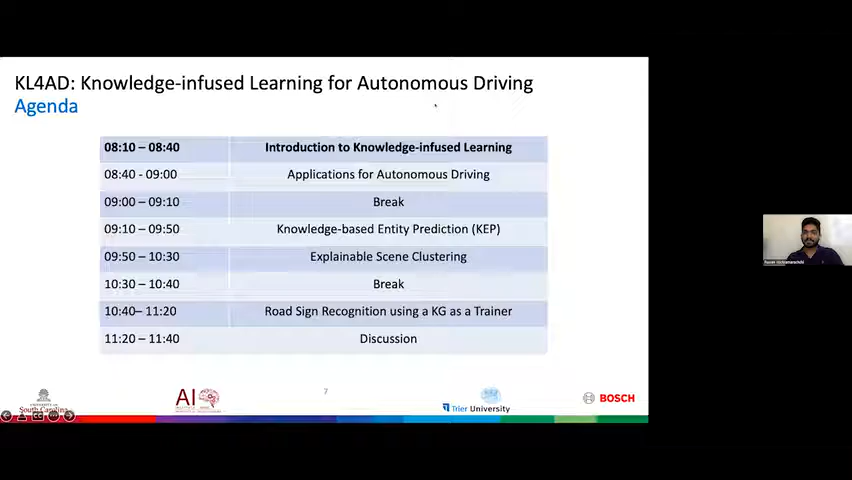 KL4AD: Knowledge-infused Learning for Autonomous Driving
Agenda
08:10 – 08:40 Introduction to Knowledge-infused Learning
08:40 - 09:00 Applications for Autonomous Driving
09:00 – 09:10 Break
09:10 – 09:50 Knowledge-based Entity Prediction (KEP)
09:50 – 10:30 Explainable Scene Clustering
10:30 – 10:40 Break
10:40– 11:20 Road Sign Recognition using a KG as a Trainer
11:20 – 11:40 Discussion
7
South Carolina
AI
Trier University
BOSCH